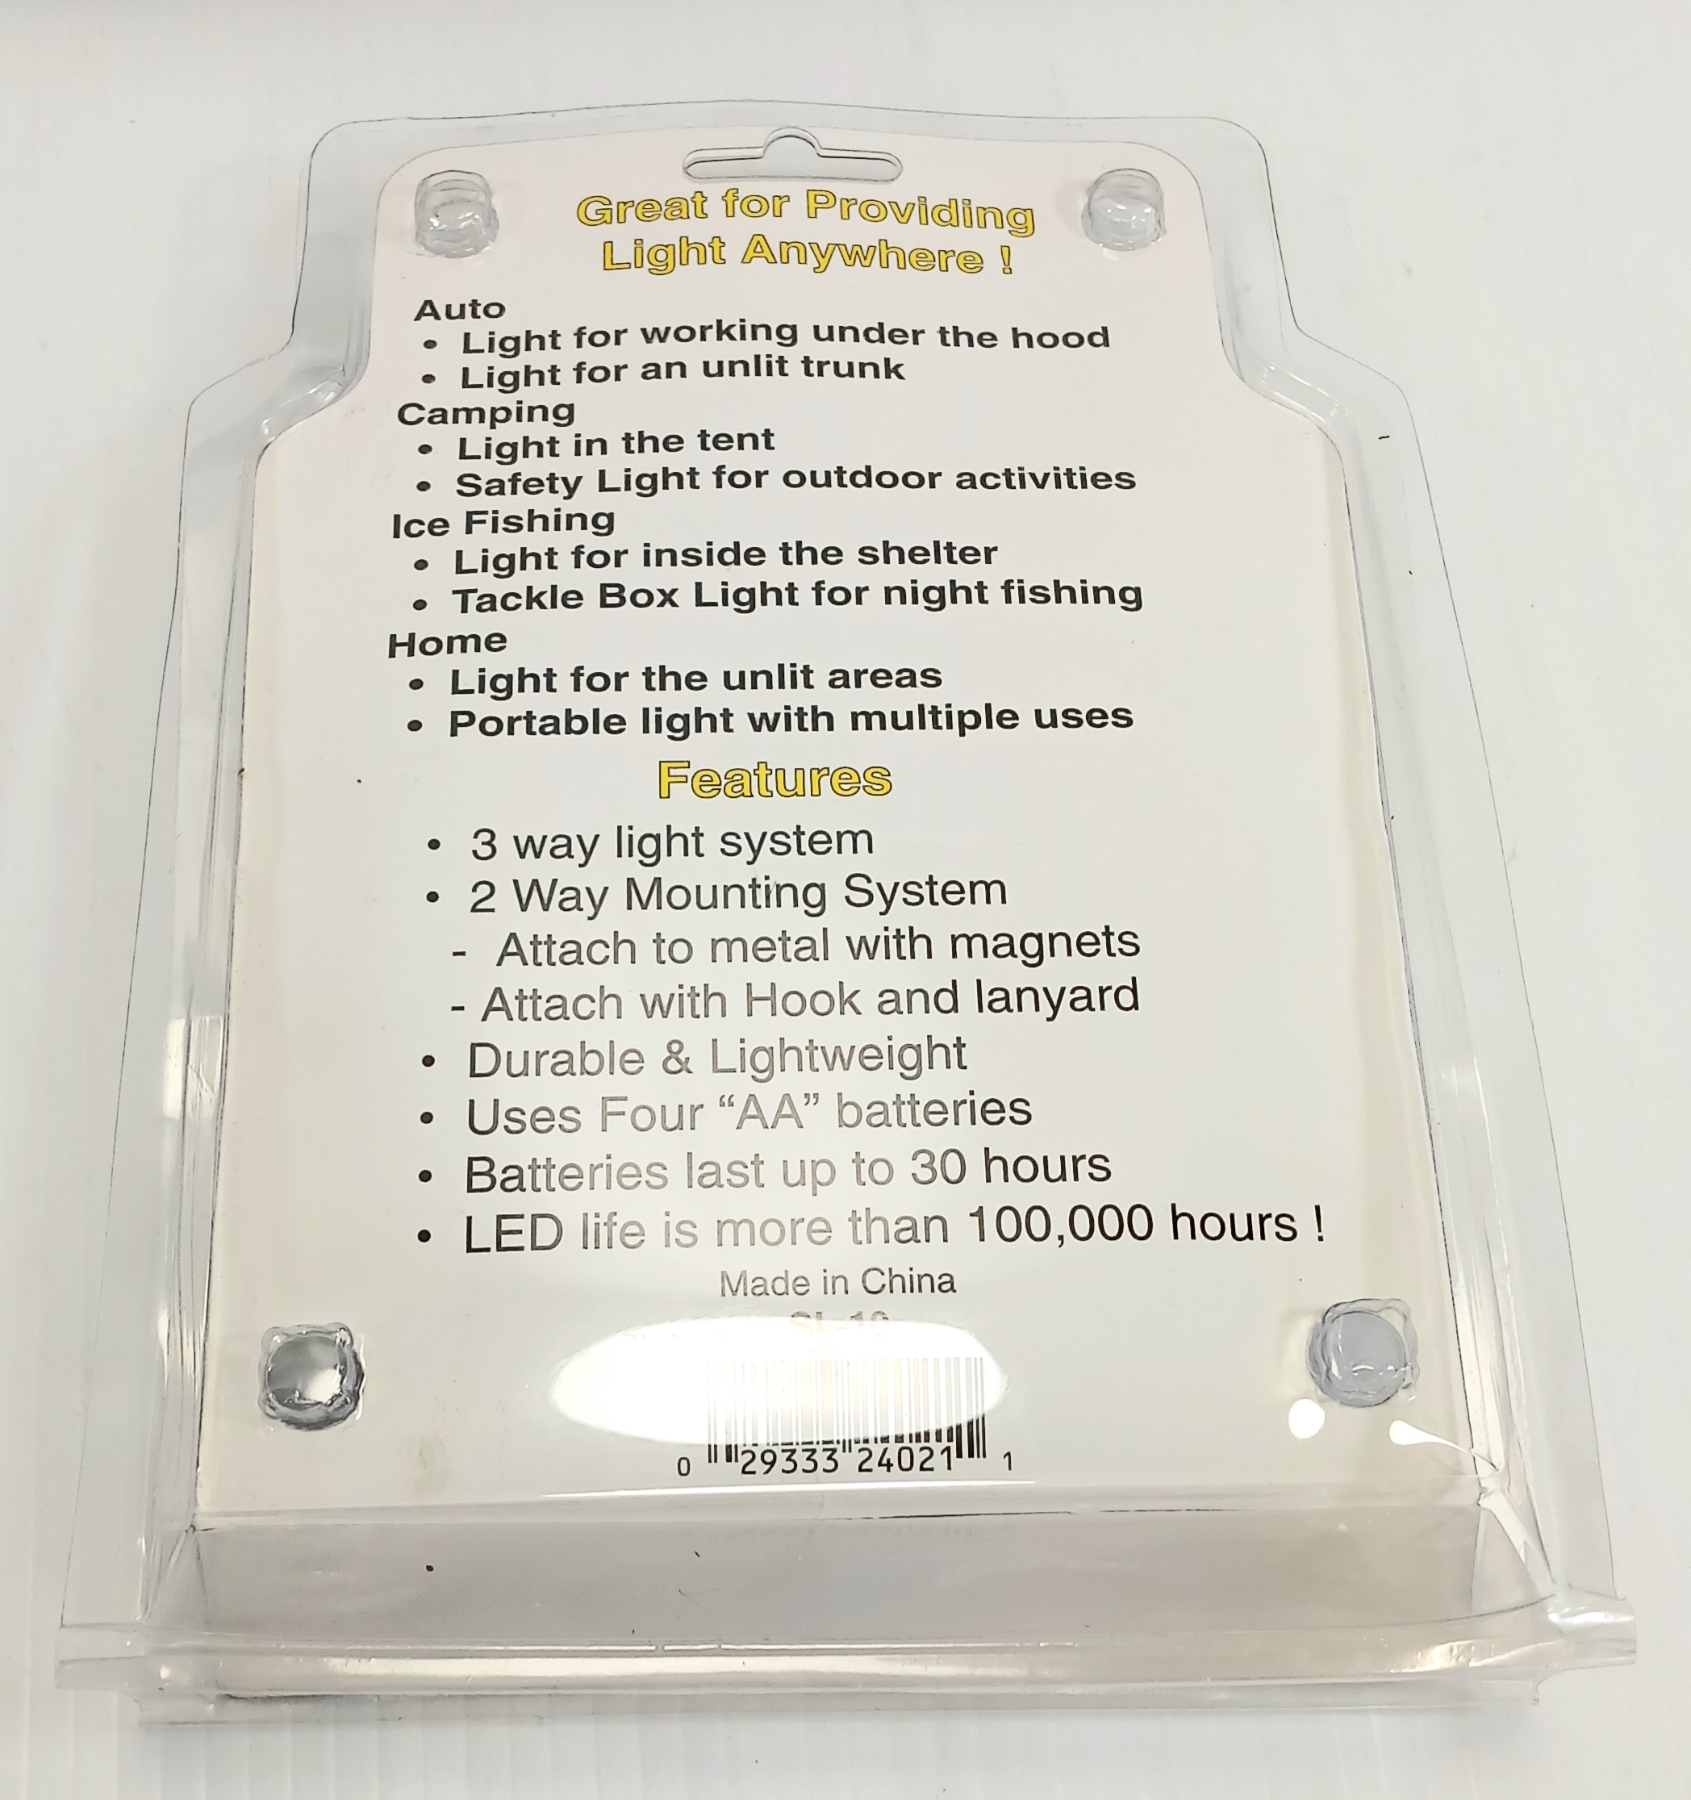 Great for Providing
Light Anywhere !
Auto
• Light for working under the hood
• Light for an unlit trunk
Camping
• Light in the tent
• Safety Light for outdoor activities
Ice Fishing
• Light for inside the shelter
• Tackle Box Light for night fishing
Home
• Light for the unlit areas
• Portable light with multiple uses
Features
• 3 way light system
• 2 Way Mounting System
- Attach to metal with magnets
- Attach with Hook and lanyard
• Durable & Lightweight
• Uses Four “AA” batteries
• Batteries last up to 30 hours
• LED life is more than 100,000 hours !
Made in China
0 29333 24021 1